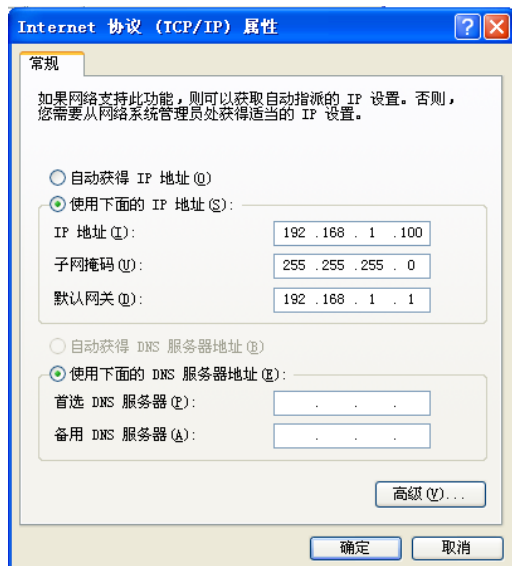 Internet 协议 (TCP/IP) 属性
常规
如果网络支持此功能，则可以获取自动指派的 IP 设置。否则，
您需要从网络系统管理员处获得适当的 IP 设置。
自动获得 IP 地址(O)
使用下面的 IP 地址(S):
IP 地址(I): 192 .168 . 1 .100
子网掩码(U): 255 .255 .255 . 0
默认网关(D): 192 .168 . 1 . 1
自动获得 DNS 服务器地址(B)
使用下面的 DNS 服务器地址(E):
首选 DNS 服务器(P): . . .
备用 DNS 服务器(A): . . .
高级(V)...
确定 取消